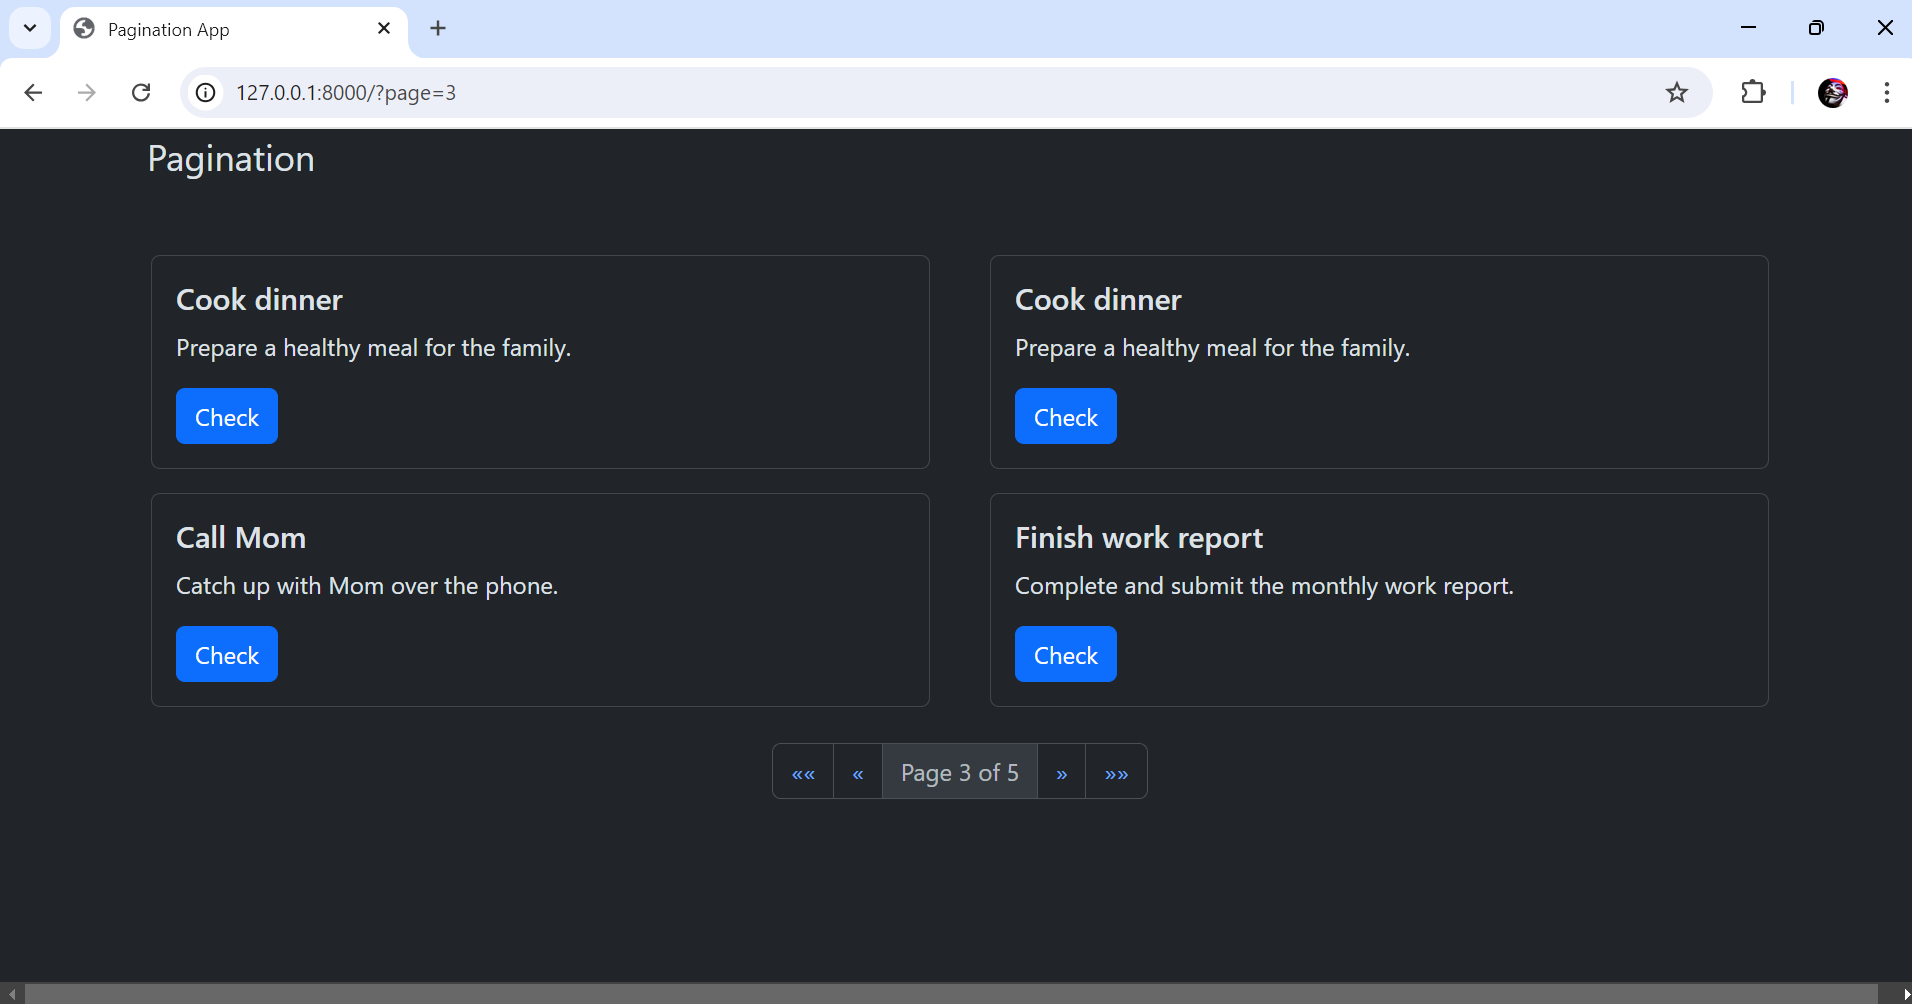 Pagination App
127.0.0.1:8000/?page=3
Pagination
Cook dinner
Prepare a healthy meal for the family.
Check
Cook dinner
Prepare a healthy meal for the family.
Check
Call Mom
Catch up with Mom over the phone.
Check
Finish work report
Complete and submit the monthly work report.
Check
«« « Page 3 of 5 » »»